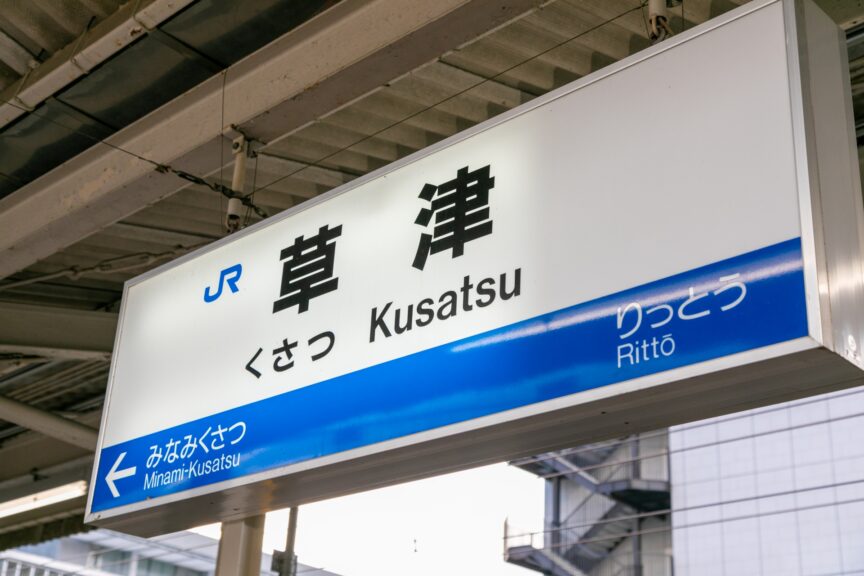 JR 草津
くさつ Kusatsu
← みなみくさつ
Minami-Kusatsu
りっとう
Rittō